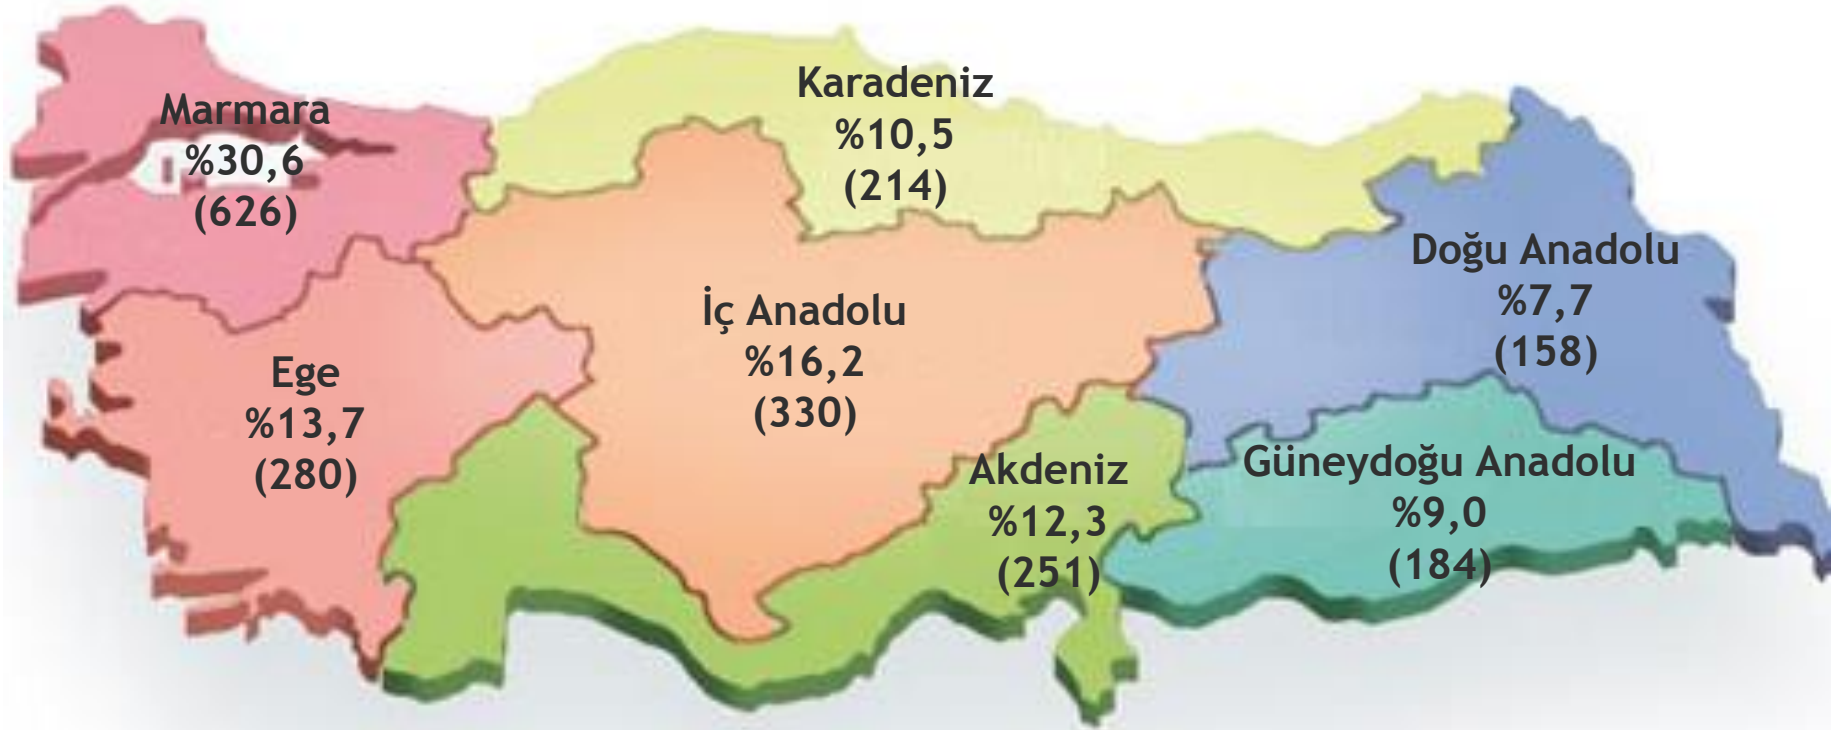 Marmara
%30,6
(626)
Karadeniz
%10,5
(214)
Doğu Anadolu
%7,7
(158)
İç Anadolu
%16,2
(330)
Ege
%13,7
(280)
Akdeniz
%12,3
(251)
Güneydoğu Anadolu
%9,0
(184)